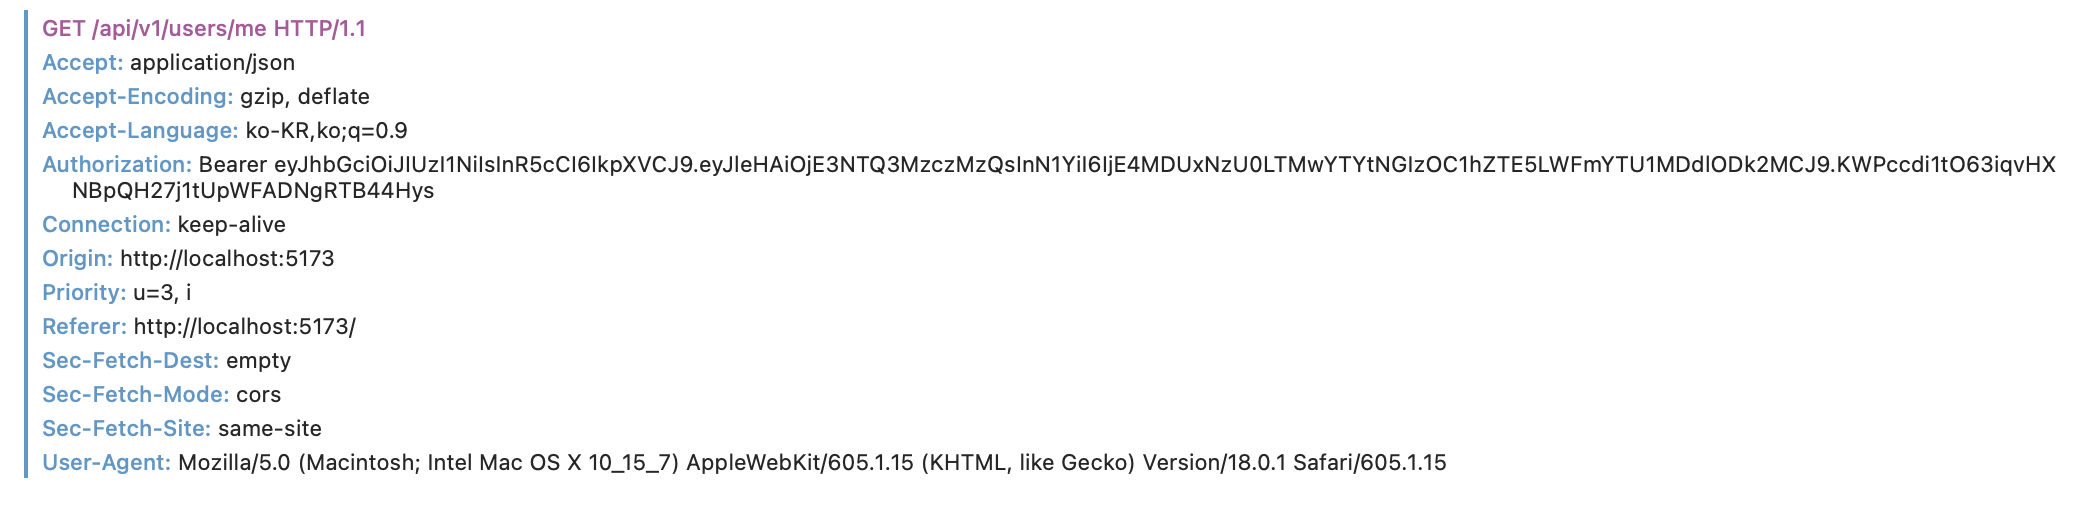 GET /api/v1/users/me HTTP/1.1
Accept: application/json
Accept-Encoding: gzip, deflate
Accept-Language: ko-KR,ko;q=0.9
Authorization: Bearer eyJhbGciOiJIUzI1NiIsInR5cCI6IkpXVCJ9.eyJleHAiOjE3NTQ3MzczMzQsInN1YiI6IjE4MDUxNzU0LTMwYTYtNGIzOC1hZTE5LWFmYTU1MDdlODk2MCJ9.KWPccdi1tO63iqvHX
NBpQH27j1tUpWFADNgRTB44Hys
Connection: keep-alive
Origin: http://localhost:5173
Priority: u=3, i
Referer: http://localhost:5173/
Sec-Fetch-Dest: empty
Sec-Fetch-Mode: cors
Sec-Fetch-Site: same-site
User-Agent: Mozilla/5.0 (Macintosh; Intel Mac OS X 10_15_7) AppleWebKit/605.1.15 (KHTML, like Gecko) Version/18.0.1 Safari/605.1.15